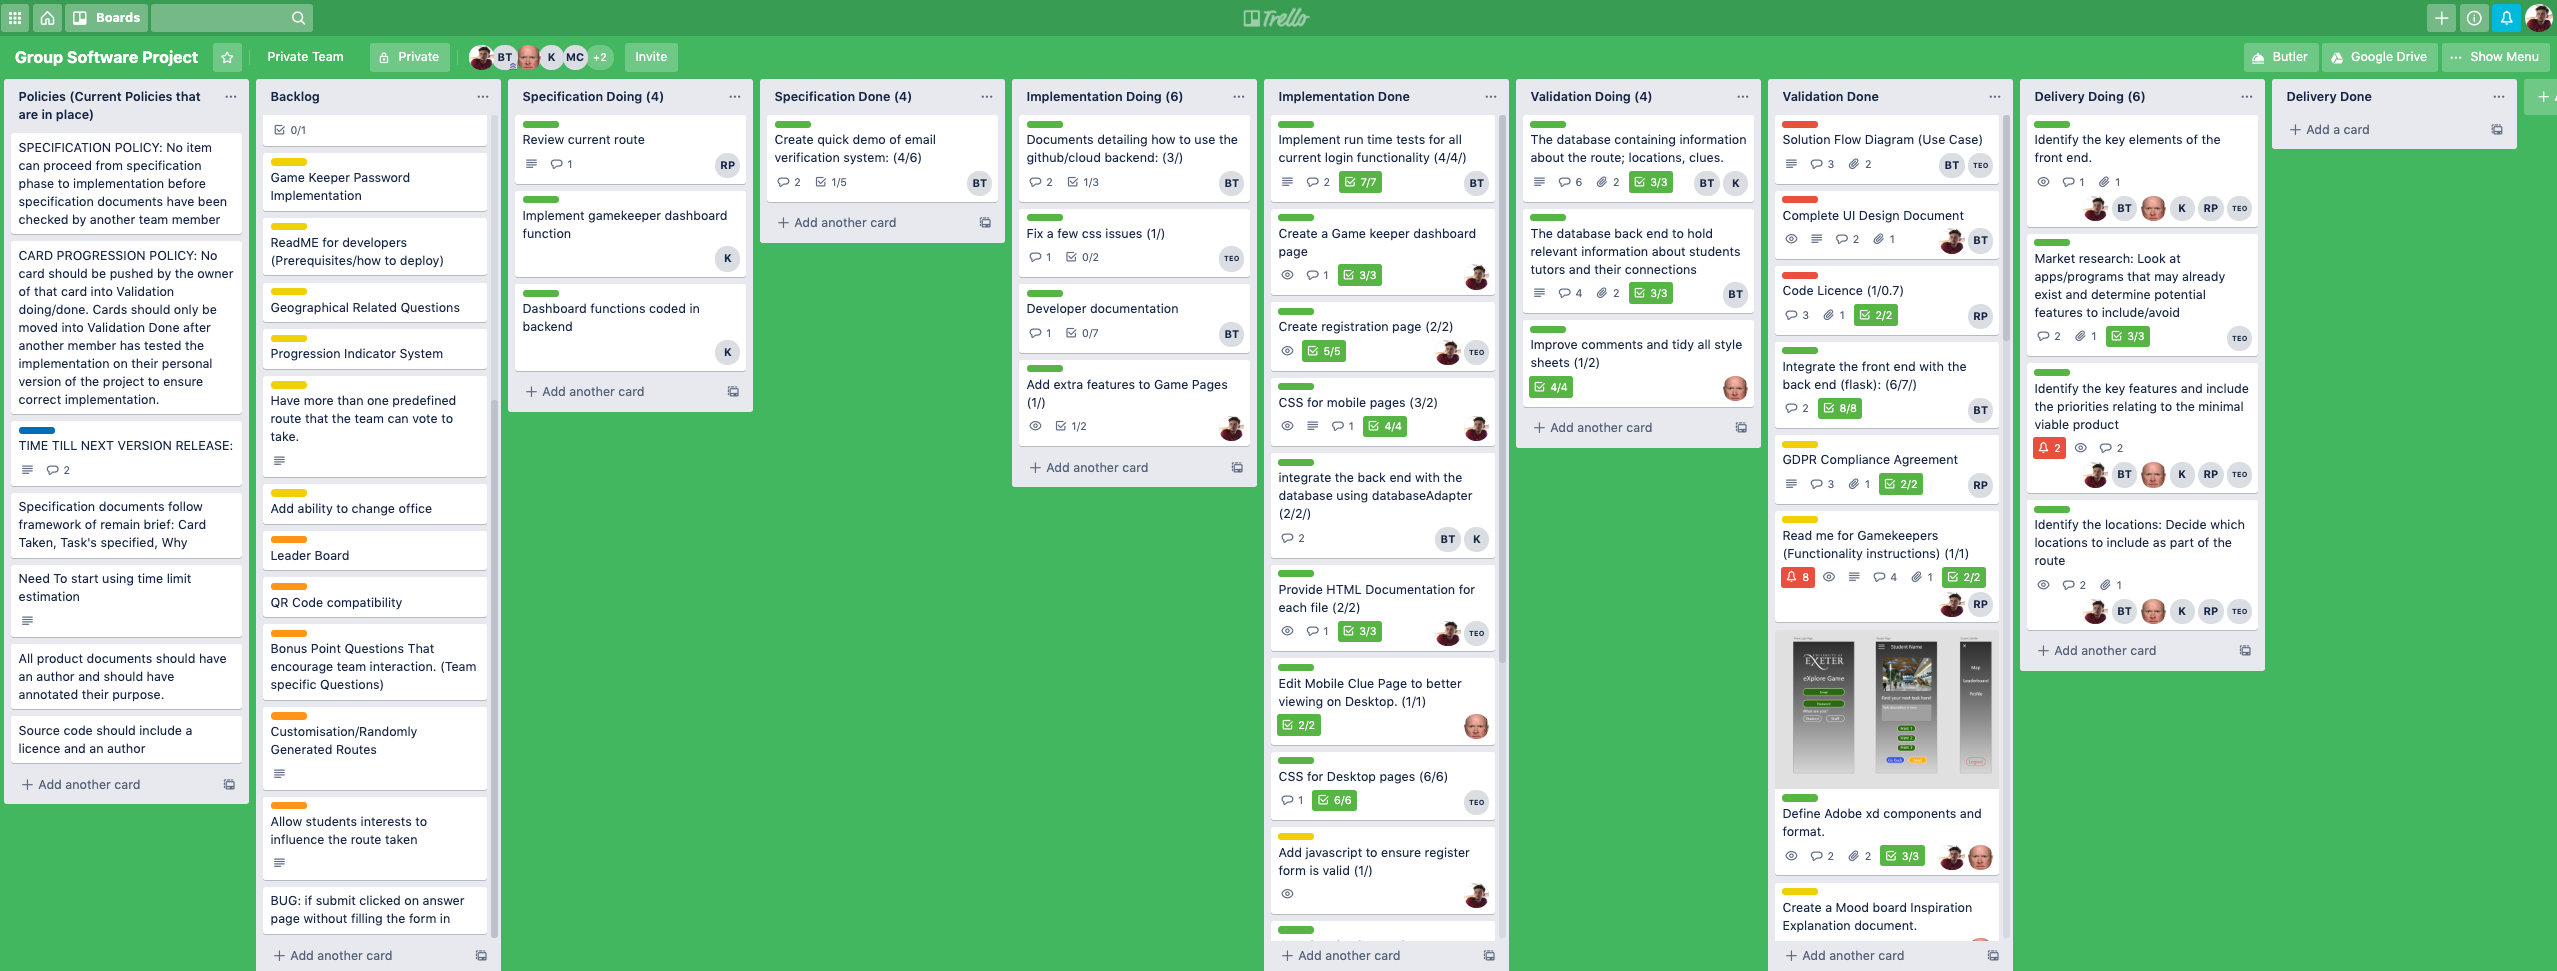 Boards
Trello
Group Software Project
Private Team
Private
BT
K
MC
+2
Invite
Butler
Google Drive
Show Menu
Policies (Current Policies that
are in place)
SPECIFICATION POLICY: No item
can proceed from specification
phase to implementation before
specification documents have been
checked by another team member
CARD PROGRESSION POLICY: No
card should be pushed by the owner
of that card into Validation
doing/done. Cards should only be
moved into Validation Done after
another member has tested the
implementation on their personal
version of the project to ensure
correct implementation.
TIME TILL NEXT VERSION RELEASE:
2
Specification documents follow
framework of remain brief: Card
Taken, Task's specified, Why
Need To start using time limit
estimation
All product documents should have
an author and should have
annotated their purpose.
Source code should include a
licence and an author
Add another card
Backlog
0/1
Game Keeper Password
Implementation
ReadME for developers
(Prerequisites/how to deploy)
Geographical Related Questions
Progression Indicator System
Have more than one predefined
route that the team can vote to
take.
Add ability to change office
Leader Board
QR Code compatibility
Bonus Point Questions That
encourage team interaction. (Team
specific Questions)
Customisation/Randomly
Generated Routes
Allow students interests to
influence the route taken
BUG: if submit clicked on answer
page without filling the form in
Add another card
Specification Doing (4)
Review current route
1
RP
Implement gamekeeper dashboard
function
K
Dashboard functions coded in
backend
K
Add another card
Specification Done (4)
Create quick demo of email
verification system: (4/6)
2 1/5
BT
Add another card
Implementation Doing (6)
Documents detailing how to use the
github/cloud backend: (3/)
2 1/3
BT
Fix a few css issues (1/)
1 0/2
TEO
Developer documentation
1 0/7
BT
Add extra features to Game Pages
(1/)
1/2
Add another card
Implementation Done
Implement run time tests for all
current login functionality (4/4/)
2 7/7
BT
Create a Game keeper dashboard
page
1 3/3
Create registration page (2/2)
5/5
TEO
CSS for mobile pages (3/2)
1 4/4
integrate the back end with the
database using databaseAdapter
(2/2/)
2
BT K
Provide HTML Documentation for
each file (2/2)
1 3/3
TEO
Edit Mobile Clue Page to better
viewing on Desktop. (1/1)
2/2
CSS for Desktop pages (6/6)
1 6/6
TEO
Add javascript to ensure register
form is valid (1/)
Add another card
Validation Doing (4)
The database containing information
about the route; locations, clues.
6 2 3/3
BT K
The database back end to hold
relevant information about students
tutors and their connections
4 2 3/3
BT
Improve comments and tidy all style
sheets (1/2)
4/4
Add another card
Validation Done
Solution Flow Diagram (Use Case)
3 2
BT TEO
Complete UI Design Document
2 1
BT
Code Licence (1/0.7)
3 1 2/2
RP
Integrate the front end with the
back end (flask): (6/7/)
2 8/8
BT
GDPR Compliance Agreement
3 1 2/2
RP
Read me for Gamekeepers
(Functionality instructions) (1/1)
8 4 1 2/2
RP
EXETER
eXplore Game
Student Name
Find your next task here!
Map
Leaderboard
Profile
Define Adobe xd components and
format.
2 2 3/3
Create a Mood board Inspiration
Explanation document.
Add another card
Delivery Doing (6)
Identify the key elements of the
front end.
1 1
BT K RP TEO
Market research: Look at
apps/programs that may already
exist and determine potential
features to include/avoid
2 1 3/3
TEO
Identify the key features and include
the priorities relating to the minimal
viable product
2 2
BT K RP TEO
Identify the locations: Decide which
locations to include as part of the
route
2 1
BT K RP TEO
Add another card
Delivery Done
Add a card